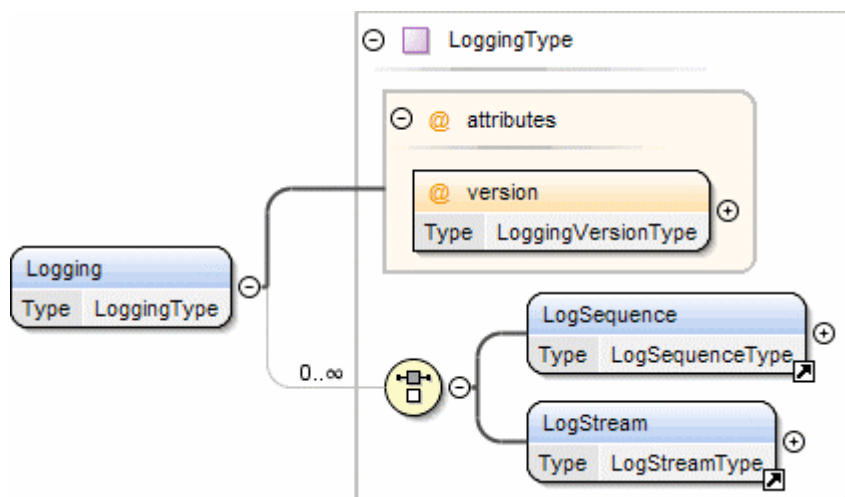 LoggingType
@ attributes
@ version
Type LoggingVersionType
Logging
Type LoggingType
0..∞
LogSequence
Type LogSequenceType
LogStream
Type LogStreamType